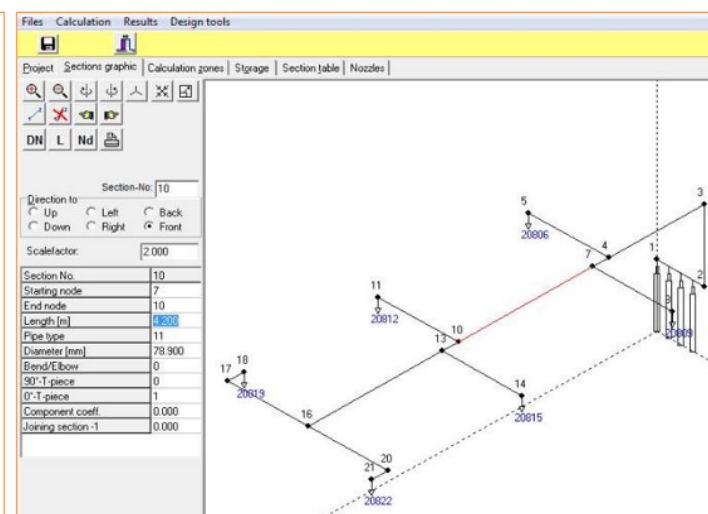 Files Calculation Results Design tools
Project Sections graphic Calculation zones Storage Section table Nozzles
DN L Nd
Section-No: 10
Direction to
Up Left Back
Down Right Front
Scalefactor: 2.000
Section No. 10
Starting node 7
End node 10
Length [m] 4.200
Pipe type 11
Diameter [mm] 78.900
Bend/Elbow 0
90°-T-piece 0
0°-T-piece 1
Component coeff. 0.000
Joining section -1 0.000
3
5
20806
4
1
7
2
11
8
20812
20809
10
13
18
17
20819
14
20815
16
20
21
20822